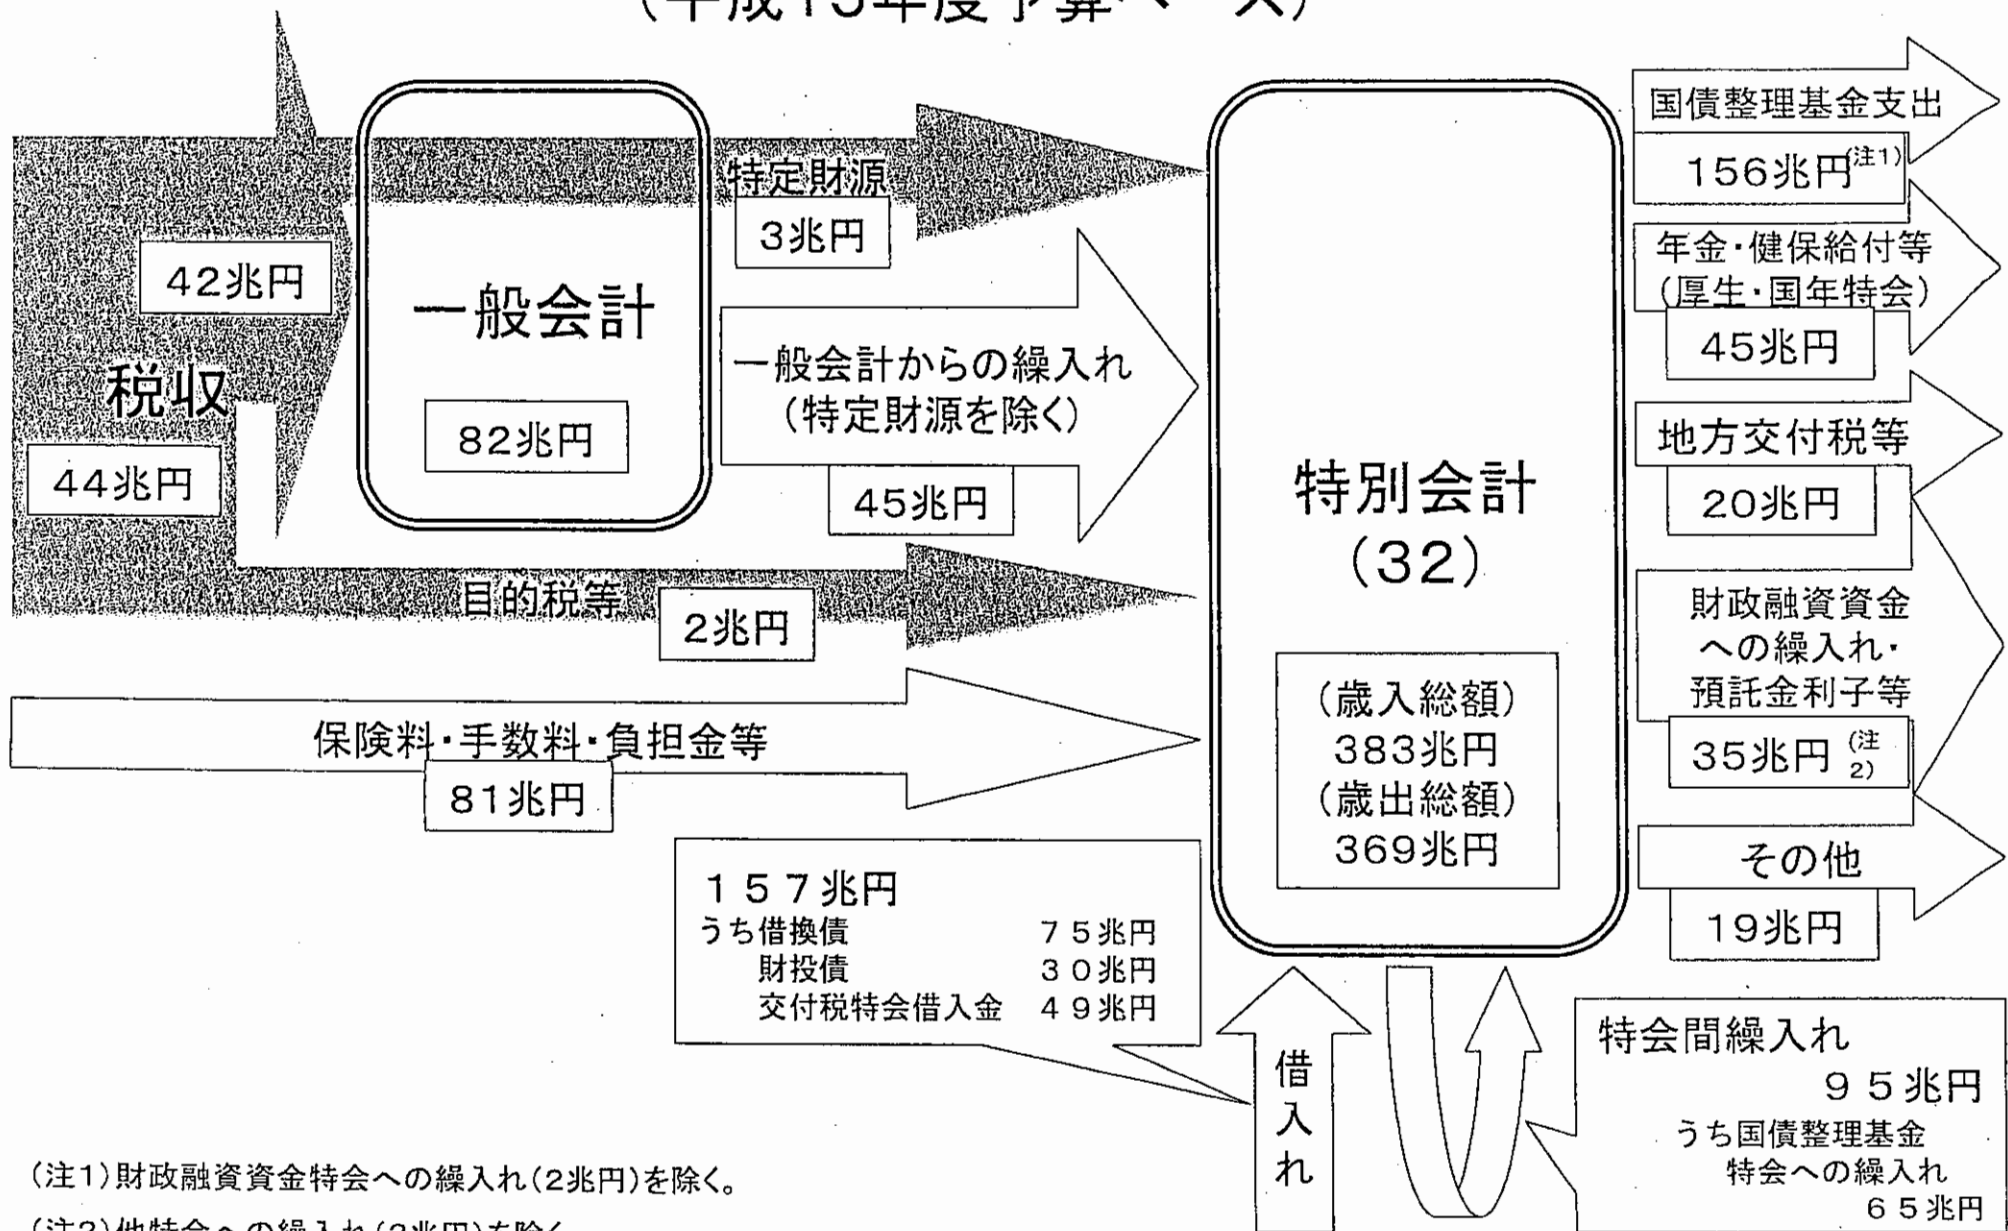 (平成15年度予算ベース)
税収
44兆円
42兆円
一般会計
82兆円
特定財源
3兆円
一般会計からの繰入れ
(特定財源を除く)
45兆円
目的税等
2兆円
保険料・手数料・負担金等
81兆円
特別会計
(32)
(歳入総額)
383兆円
(歳出総額)
369兆円
国債整理基金支出
156兆円(注1)
年金・健保給付等
(厚生・国年特会)
45兆円
地方交付税等
20兆円
財政融資資金
への繰入れ・
預託金利子等
35兆円(注
2)
その他
19兆円
157兆円
うち借換債 75兆円
財投債 30兆円
交付税特会借入金 49兆円
借入れ
特会間繰入れ
95兆円
うち国債整理基金
特会への繰入れ
65兆円
(注1)財政融資資金特会への繰入れ(2兆円)を除く。